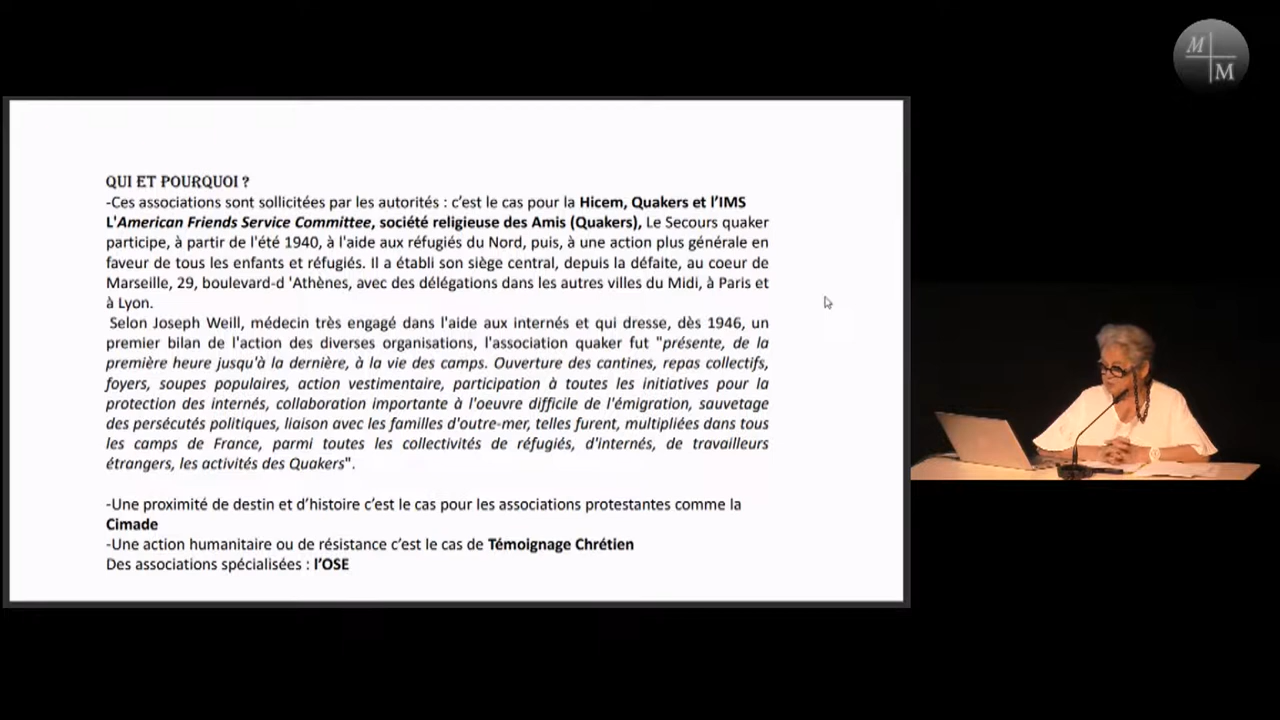 M
M
QUI ET POURQUOI ?
-Ces associations sont sollicitées par les autorités : c’est le cas pour la Hicem, Quakers et l’IMS
L'American Friends Service Committee, société religieuse des Amis (Quakers), Le Secours quaker
participe, à partir de l'été 1940, à l'aide aux réfugiés du Nord, puis, à une action plus générale en
faveur de tous les enfants et réfugiés. Il a établi son siège central, depuis la défaite, au coeur de
Marseille, 29, boulevard-d 'Athènes, avec des délégations dans les autres villes du Midi, à Paris et
à Lyon.
Selon Joseph Weill, médecin très engagé dans l'aide aux internés et qui dresse, dès 1946, un
premier bilan de l'action des diverses organisations, l'association quaker fut "présente, de la
première heure jusqu'à la dernière, à la vie des camps. Ouverture des cantines, repas collectifs,
foyers, soupes populaires, action vestimentaire, participation à toutes les initiatives pour la
protection des internés, collaboration importante à l'oeuvre difficile de l'émigration, sauvetage
des persécutés politiques, liaison avec les familles d'outre-mer, telles furent, multipliées dans tous
les camps de France, parmi toutes les collectivités de réfugiés, d'internés, de travailleurs
étrangers, les activités des Quakers".
-Une proximité de destin et d’histoire c’est le cas pour les associations protestantes comme la
Cimade
-Une action humanitaire ou de résistance c’est le cas de Témoignage Chrétien
Des associations spécialisées : l’OSE